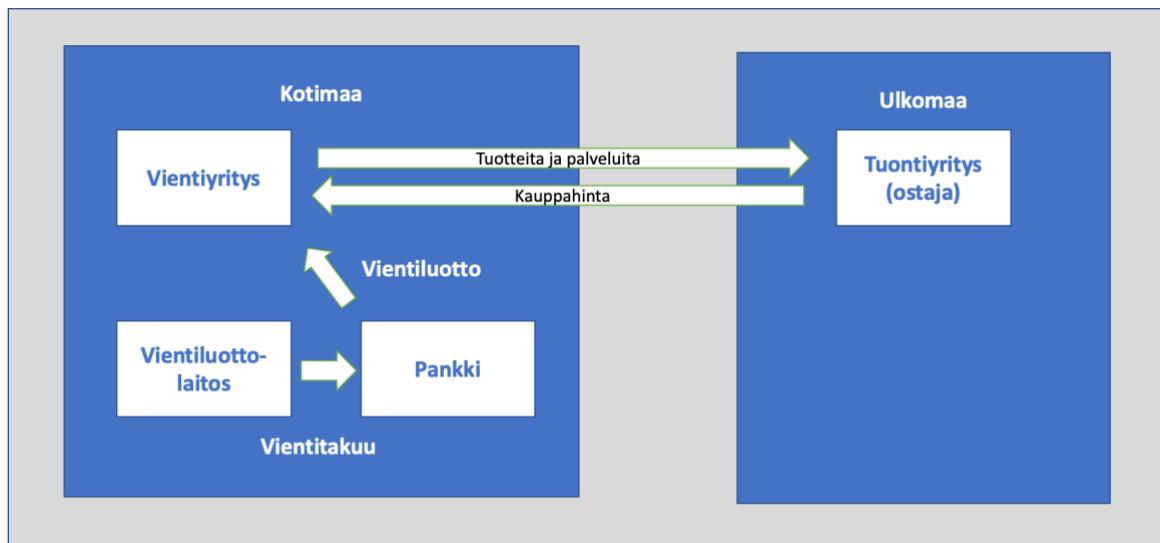 Kotimaa
Ulkomaa
Vientiyritys
Tuotteita ja palveluita
Kauppahinta
Tuontiyritys
(ostaja)
Vientiluotto
Vientiluotto-
laitos
Pankki
Vientitakuu